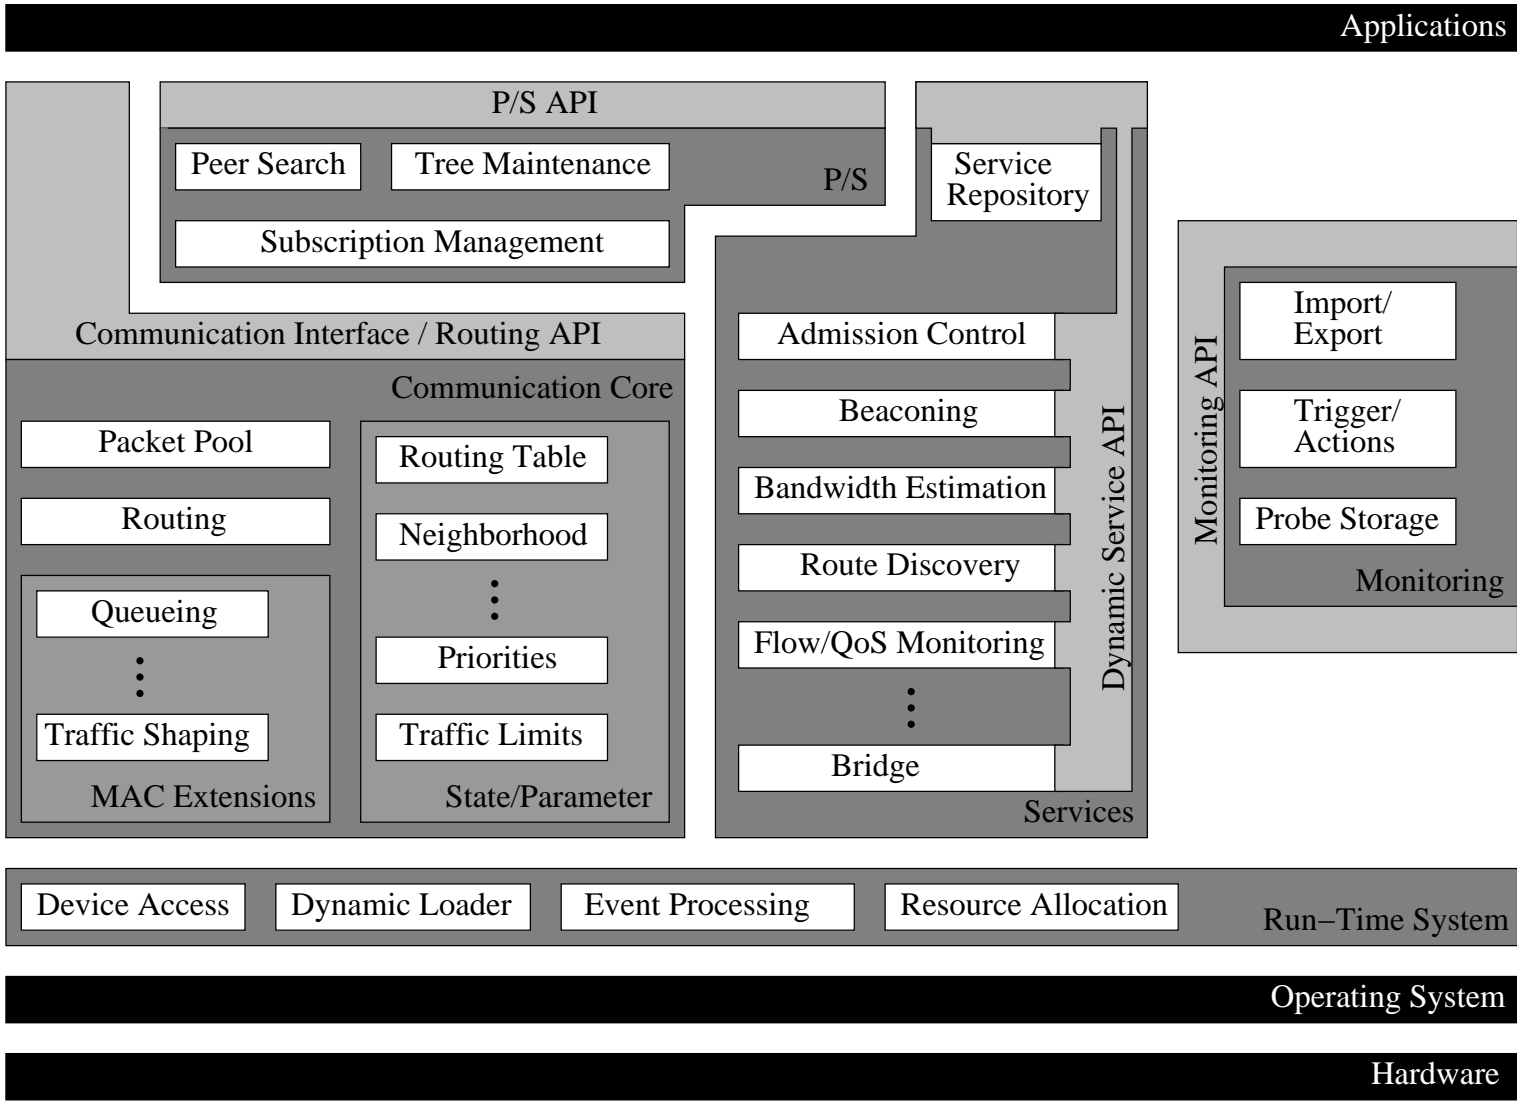 Applications
P/S API
Peer Search
Tree Maintenance
P/S
Subscription Management
Communication Interface / Routing API
Communication Core
Packet Pool
Routing
Queueing
Traffic Shaping
MAC Extensions
Routing Table
Neighborhood
Priorities
Traffic Limits
State/Parameter
Service
Repository
Admission Control
Beaconing
Bandwidth Estimation
Route Discovery
Flow/QoS Monitoring
Bridge
Dynamic Service API
Services
Monitoring API
Import/
Export
Trigger/
Actions
Probe Storage
Monitoring
Device Access
Dynamic Loader
Event Processing
Resource Allocation
Run−Time System
Operating System
Hardware